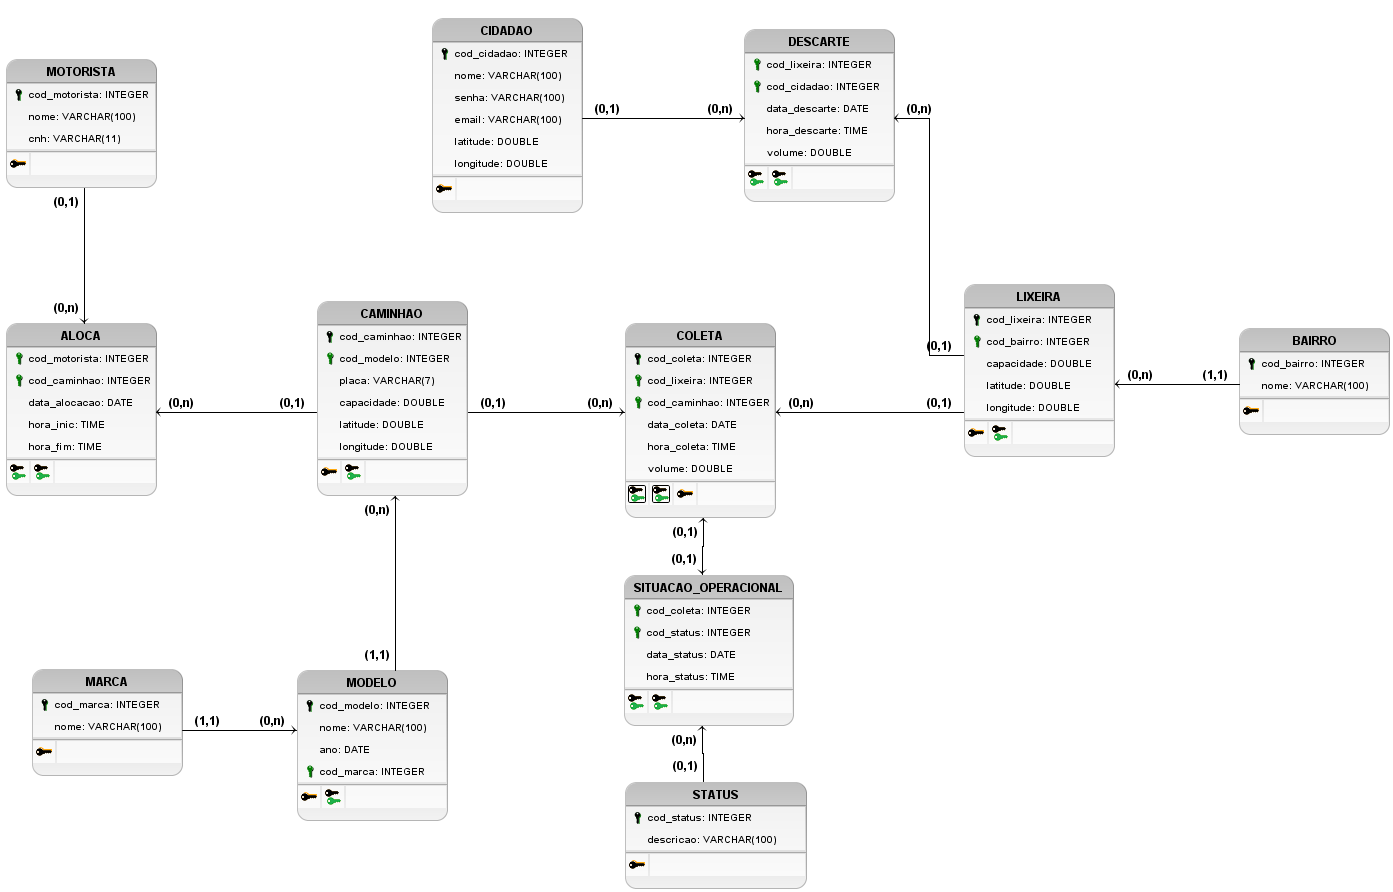 CIDADAO
cod_cidadao: INTEGER
nome: VARCHAR(100)
senha: VARCHAR(100)
email: VARCHAR(100)
latitude: DOUBLE
longitude: DOUBLE
(0,1)
(0,n)
DESCARTE
cod_lixeira: INTEGER
cod_cidadao: INTEGER
data_descarte: DATE
hora_descarte: TIME
volume: DOUBLE
(0,n)
(0,1)
MOTORISTA
cod_motorista: INTEGER
nome: VARCHAR(100)
cnh: VARCHAR(11)
(0,1)
(0,n)
ALOCA
cod_motorista: INTEGER
cod_caminhao: INTEGER
data_alocacao: DATE
hora_inic: TIME
hora_fim: TIME
(0,n)
(0,1)
CAMINHAO
cod_caminhao: INTEGER
cod_modelo: INTEGER
placa: VARCHAR(7)
capacidade: DOUBLE
latitude: DOUBLE
longitude: DOUBLE
(0,1)
(0,n)
COLETA
cod_coleta: INTEGER
cod_lixeira: INTEGER
cod_caminhao: INTEGER
data_coleta: DATE
hora_coleta: TIME
volume: DOUBLE
(0,n)
(0,1)
LIXEIRA
cod_lixeira: INTEGER
cod_bairro: INTEGER
capacidade: DOUBLE
latitude: DOUBLE
longitude: DOUBLE
(0,n)
(1,1)
BAIRRO
cod_bairro: INTEGER
nome: VARCHAR(100)
(0,n)
(1,1)
(0,1)
(0,1)
SITUACAO_OPERACIONAL
cod_coleta: INTEGER
cod_status: INTEGER
data_status: DATE
hora_status: TIME
(0,n)
(0,1)
MARCA
cod_marca: INTEGER
nome: VARCHAR(100)
(1,1)
(0,n)
MODELO
cod_modelo: INTEGER
nome: VARCHAR(100)
ano: DATE
cod_marca: INTEGER
STATUS
cod_status: INTEGER
descricao: VARCHAR(100)